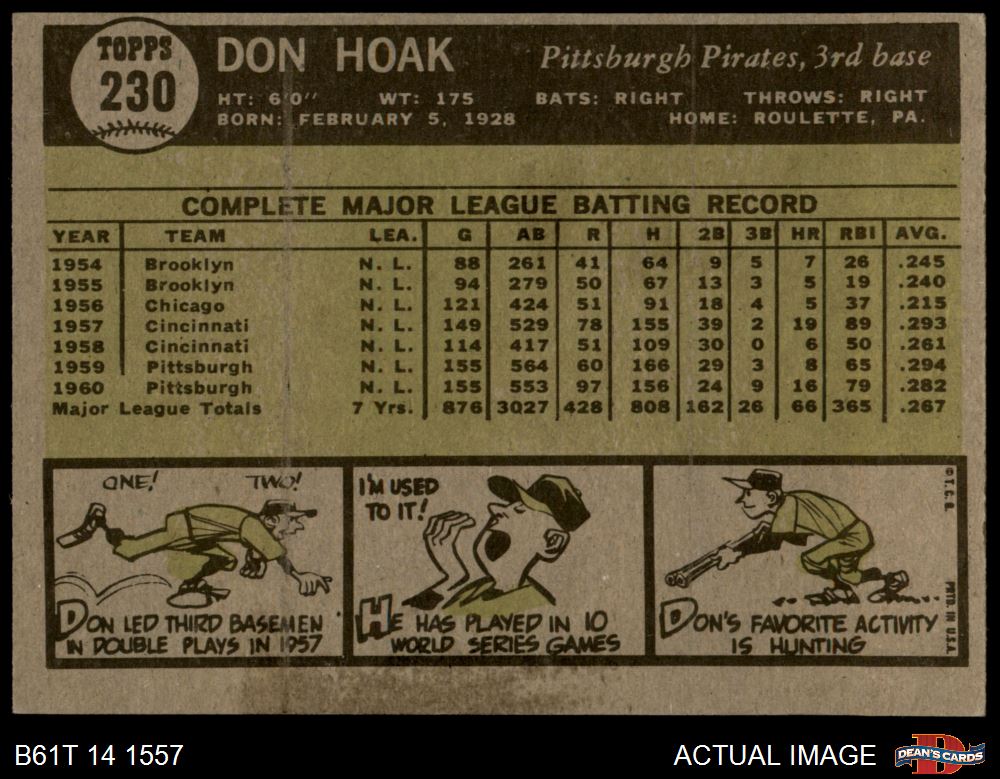 TOPPS
230
DON HOAK
Pittsburgh Pirates, 3rd base
HT: 6'0" WT: 175 BATS: RIGHT THROWS: RIGHT
BORN: FEBRUARY 5, 1928 HOME: ROULETTE, PA.
COMPLETE MAJOR LEAGUE BATTING RECORD
YEAR TEAM LEA. G AB R H 2B 3B HR RBI AVG.
1954 Brooklyn N. L. 88 261 41 64 9 5 7 26 .245
1955 Brooklyn N. L. 94 279 50 67 13 3 5 19 .240
1956 Chicago N. L. 121 424 51 91 18 4 5 37 .215
1957 Cincinnati N. L. 149 529 78 155 39 2 19 89 .293
1958 Cincinnati N. L. 114 417 51 109 30 0 6 50 .261
1959 Pittsburgh N. L. 155 564 60 166 29 3 8 65 .294
1960 Pittsburgh N. L. 155 553 97 156 24 9 16 79 .282
Major League Totals 7 Yrs. 876 3027 428 808 162 26 66 365 .267
ONE! TWO!
DON LED THIRD BASEMEN
IN DOUBLE PLAYS IN 1957
I'M USED
TO IT!
HE HAS PLAYED IN 10
WORLD SERIES GAMES
DON'S FAVORITE ACTIVITY
IS HUNTING
© T. C. G.
PRTD. IN U.S.A.
B61T 14 1557
ACTUAL IMAGE
D
DEAN'S CARDS